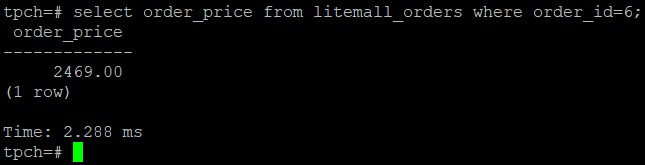 tpch=# select order_price from litemall_orders where order_id=6;
 order_price
-------------
     2469.00
(1 row)

Time: 2.288 ms
tpch=#